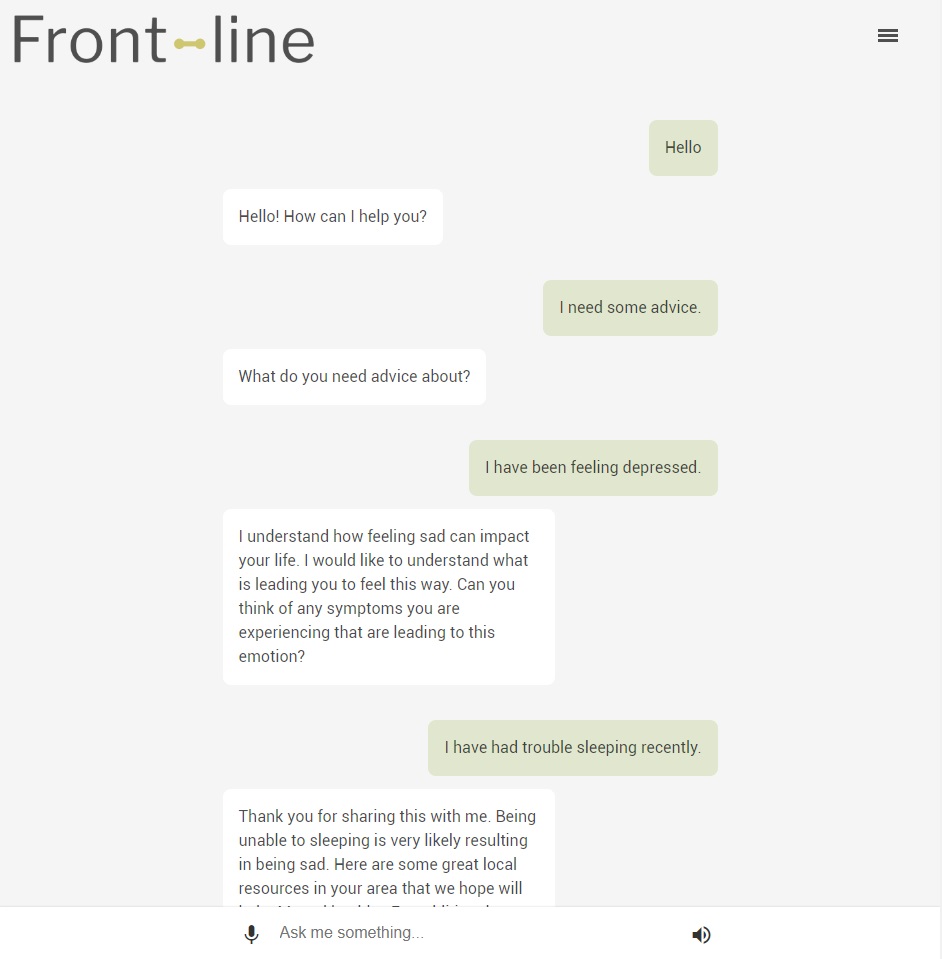 Front-line
Hello
Hello! How can I help you?
I need some advice.
What do you need advice about?
I have been feeling depressed.
I understand how feeling sad can impact
your life. I would like to understand what
is leading you to feel this way. Can you
think of any symptoms you are
experiencing that are leading to this
emotion?
I have had trouble sleeping recently.
Thank you for sharing this with me. Being
unable to sleeping is very likely resulting
in being sad. Here are some great local
resources in your area that we hope will
Ask me something...